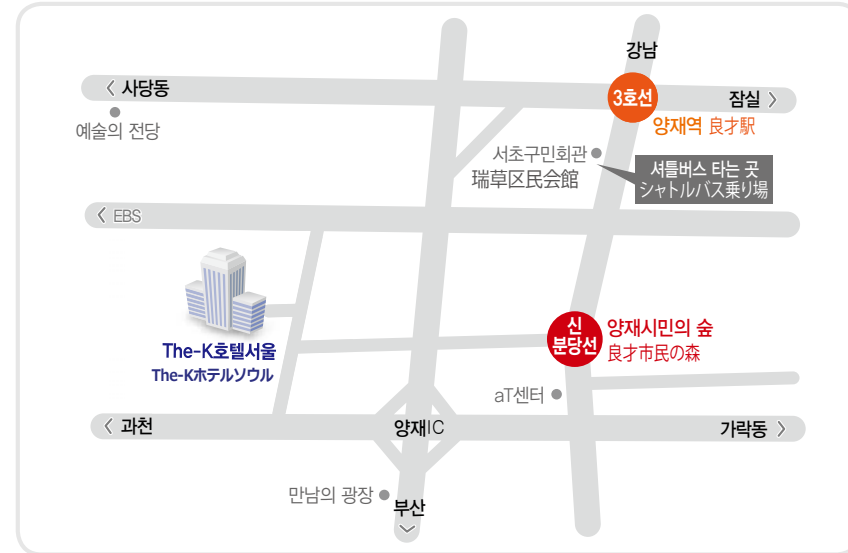 강남
< 사당동
3호선
잠실 >
예술의 전당
양재역 良才駅
서초구민회관
瑞草区民会館
셔틀버스 타는 곳
シャトルバス乗り場
< EBS
신
분당선
양재시민의 숲
良才市民の森
The-K호텔서울
The-Kホテルソウル
aT센터
< 과천
양재IC
가락동 >
만남의 광장
부산